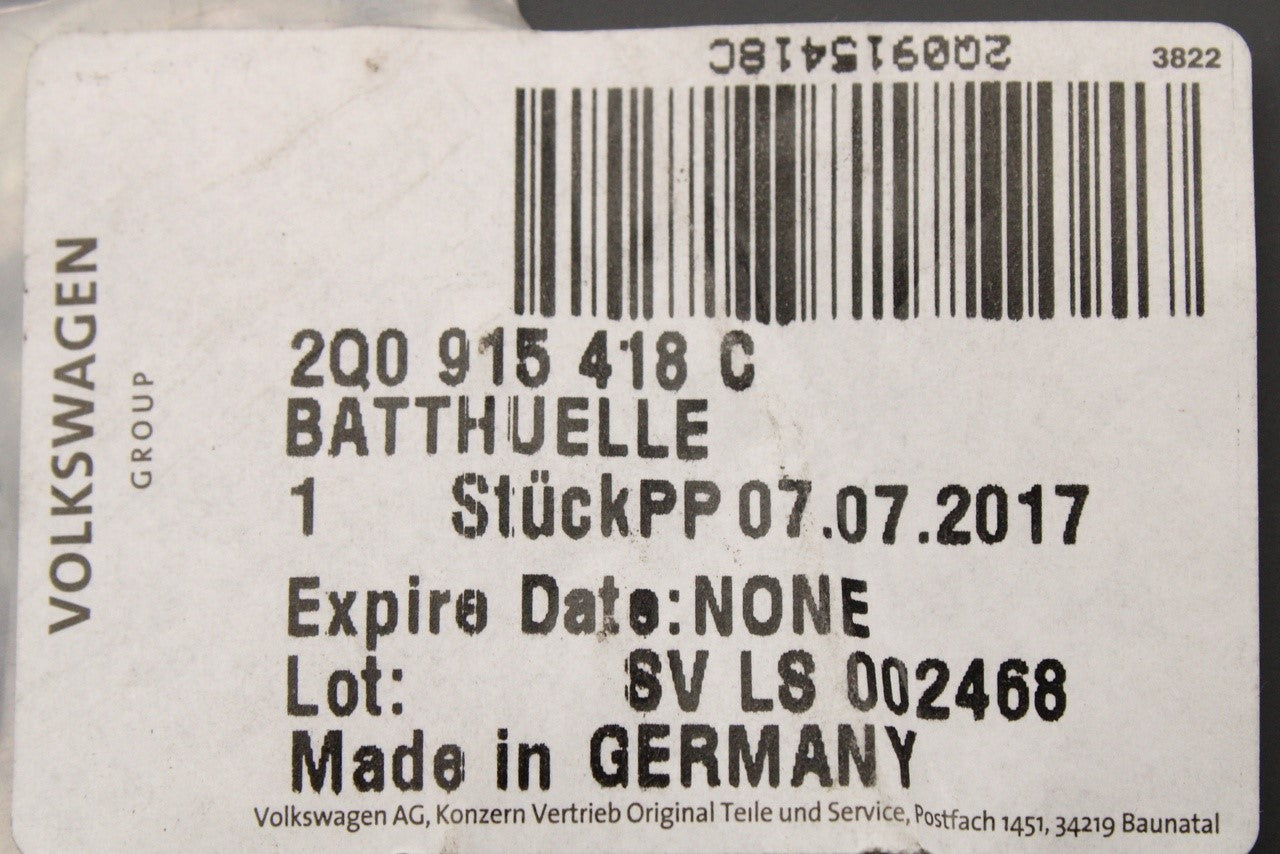 2Q0915418C
3822
VOLKSWAGEN
GROUP
2Q0 915 418 C
BATTHUELLE
1 StückPP 07.07.2017
Expire Date:NONE
Lot: SV LS 002468
Made in GERMANY
Volkswagen AG, Konzern Vertrieb Original Teile und Service, Postfach 1451, 34219 Baunatal